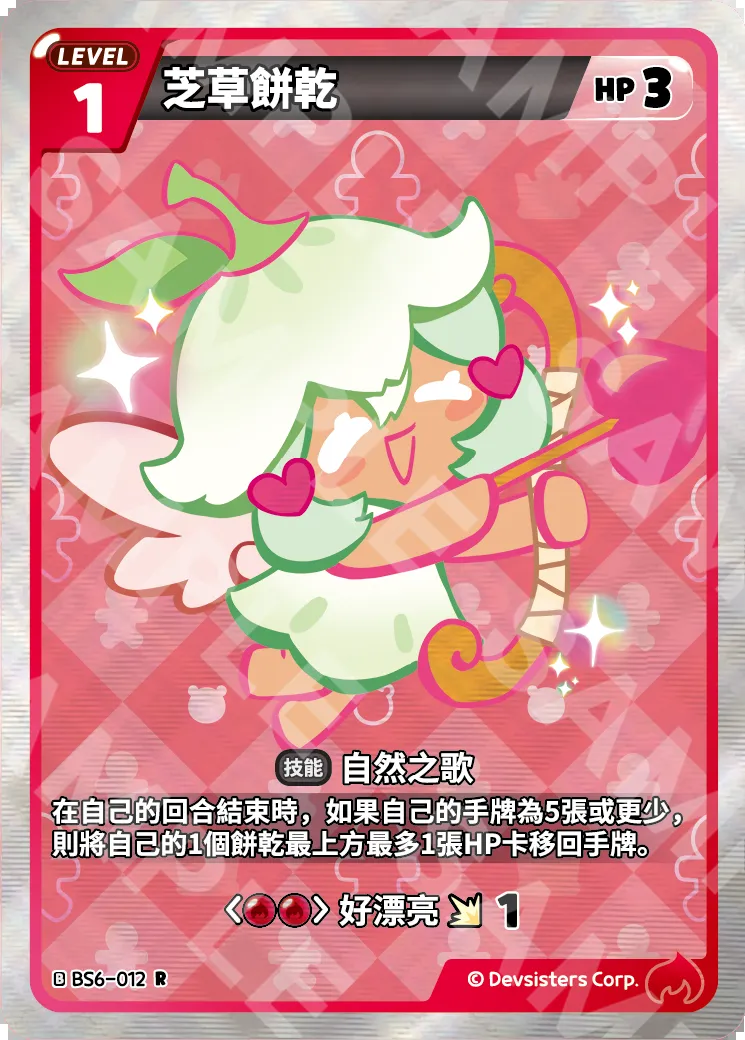 LEVEL
1
芝草餅乾
HP 3
技能 自然之歌
在自己的回合結束時，如果自己的手牌為5張或更少，
則將自己的1個餅乾最上方最多1張HP卡移回手牌。
好漂亮 1
B BS6-012 R
© Devsisters Corp.
SAMPLE